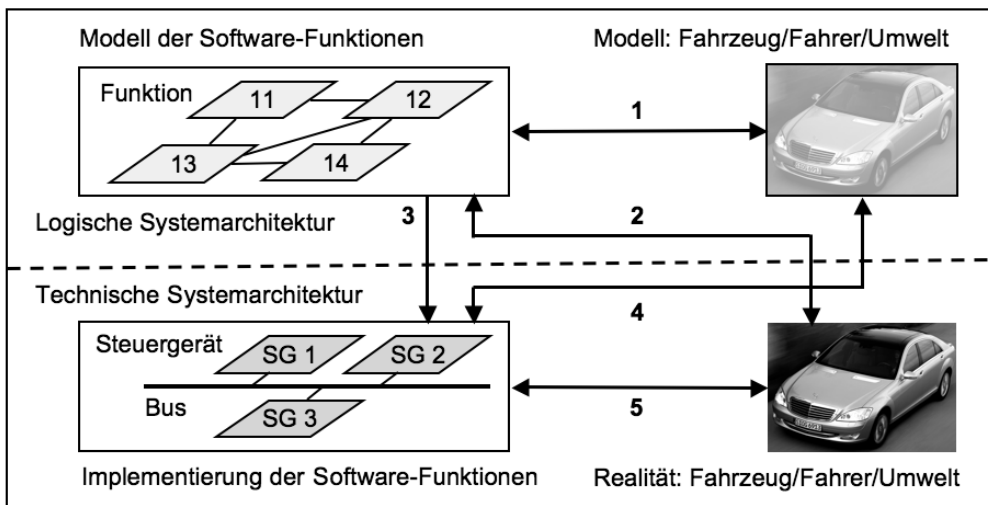 Modell der Software-Funktionen
Modell: Fahrzeug/Fahrer/Umwelt
Funktion
11
12
1
13
14
3
2
Logische Systemarchitektur
Technische Systemarchitektur
4
Steuergerät
SG 1
SG 2
Bus
SG 3
5
Implementierung der Software-Funktionen
Realität: Fahrzeug/Fahrer/Umwelt